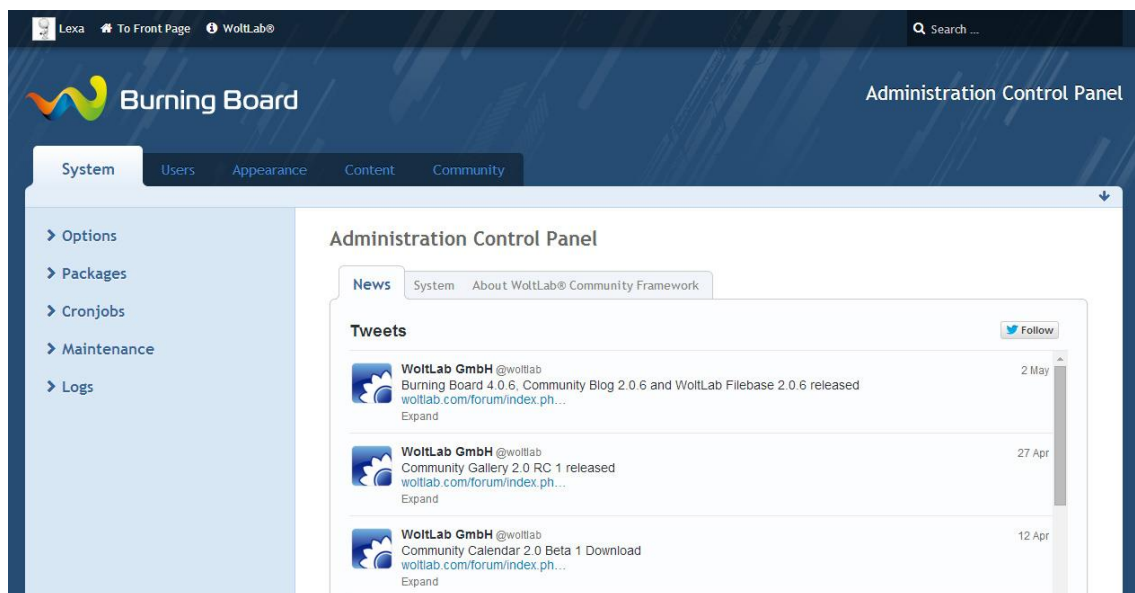 Lexa To Front Page WoltLab®
Search ...
Burning Board
Administration Control Panel
System Users Appearance Content Community
Options
Packages
Cronjobs
Maintenance
Logs
Administration Control Panel
News System About WoltLab® Community Framework
Tweets
Follow
WoltLab GmbH @woltlab 2 May
Burning Board 4.0.6, Community Blog 2.0.6 and WoltLab Filebase 2.0.6 released
woltlab.com/forum/index.ph…
Expand
WoltLab GmbH @woltlab 27 Apr
Community Gallery 2.0 RC 1 released
woltlab.com/forum/index.ph…
Expand
WoltLab GmbH @woltlab 12 Apr
Community Calendar 2.0 Beta 1 Download
woltlab.com/forum/index.ph…
Expand